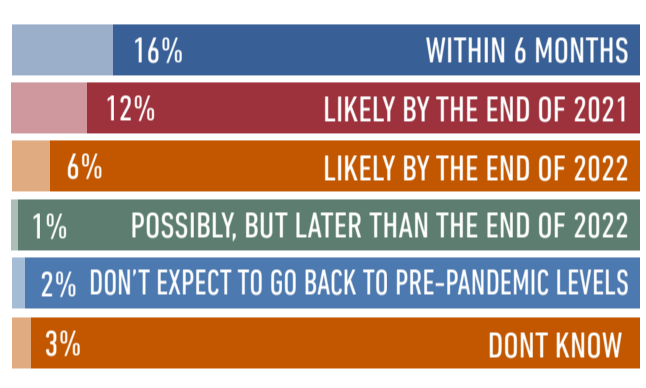 16% WITHIN 6 MONTHS
12% LIKELY BY THE END OF 2021
6% LIKELY BY THE END OF 2022
1% POSSIBLY, BUT LATER THAN THE END OF 2022
2% DON'T EXPECT TO GO BACK TO PRE-PANDEMIC LEVELS
3% DONT KNOW